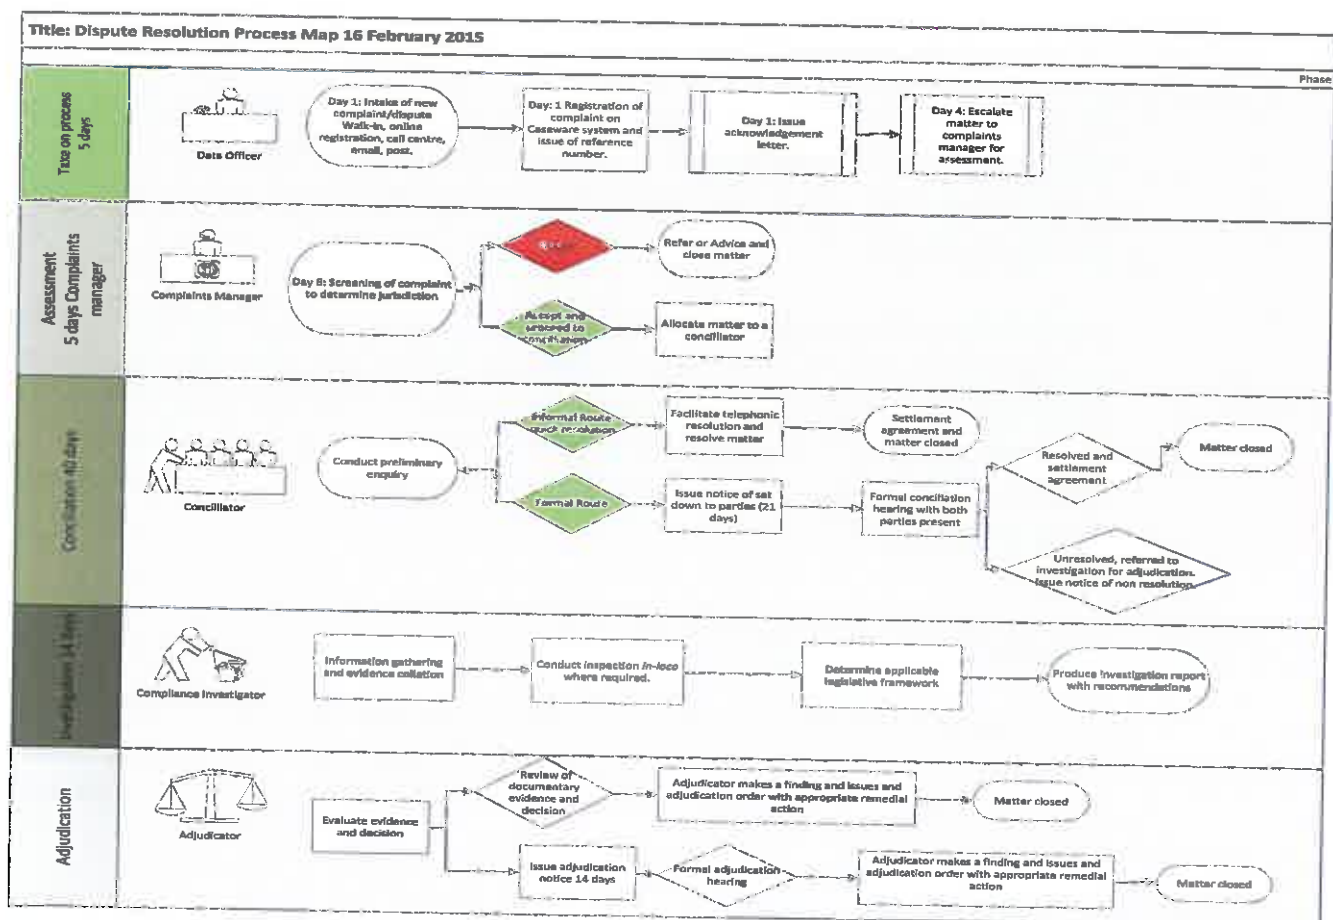 Title: Dispute Resolution Process Map 16 February 2015
Phase
Take on process
5 days
Data Officer
Day 1: Intake of new
complaint/dispute
Walk-in, online
registration, call centre,
email, post.
Day: 1 Registration of
complaint on
Caseware system and
issue of reference
number.
Day 1: Issue
acknowledgement
letter.
Day 4: Escalate
matter to
complaints
manager for
assessment.
Assessment
5 days Complaints
manager
Complaints Manager
Day 8: Screening of complaint
to determine jurisdiction
Refer or Advice and
close matter
Accept and
proceed to
conciliation
Allocate matter to a
conciliator
Conciliation 40 days
Conciliator
Conduct preliminary
enquiry
Informal Route
quick resolution
Facilitate telephonic
resolution and
resolve matter
Settlement
agreement and
matter closed
Formal Route
Issue notice of set
down to parties (21
days)
Formal conciliation
hearing with both
parties present
Resolved and
settlement
agreement
Matter closed
Unresolved, referred to
investigation for adjudication.
Issue notice of non resolution.
Investigation 14 days
Compliance Investigator
Information gathering
and evidence collation
Conduct inspection in-loco
where required.
Determine applicable
legislative framework
Produce investigation report
with recommendations
Adjudication
Adjudicator
Evaluate evidence
and decision
Review of
documentary
evidence and
decision
Adjudicator makes a finding and issues and
adjudication order with appropriate remedial
action
Matter closed
Issue adjudication
notice 14 days
Formal adjudication
hearing
Adjudicator makes a finding and issues and
adjudication order with appropriate remedial
action
Matter closed